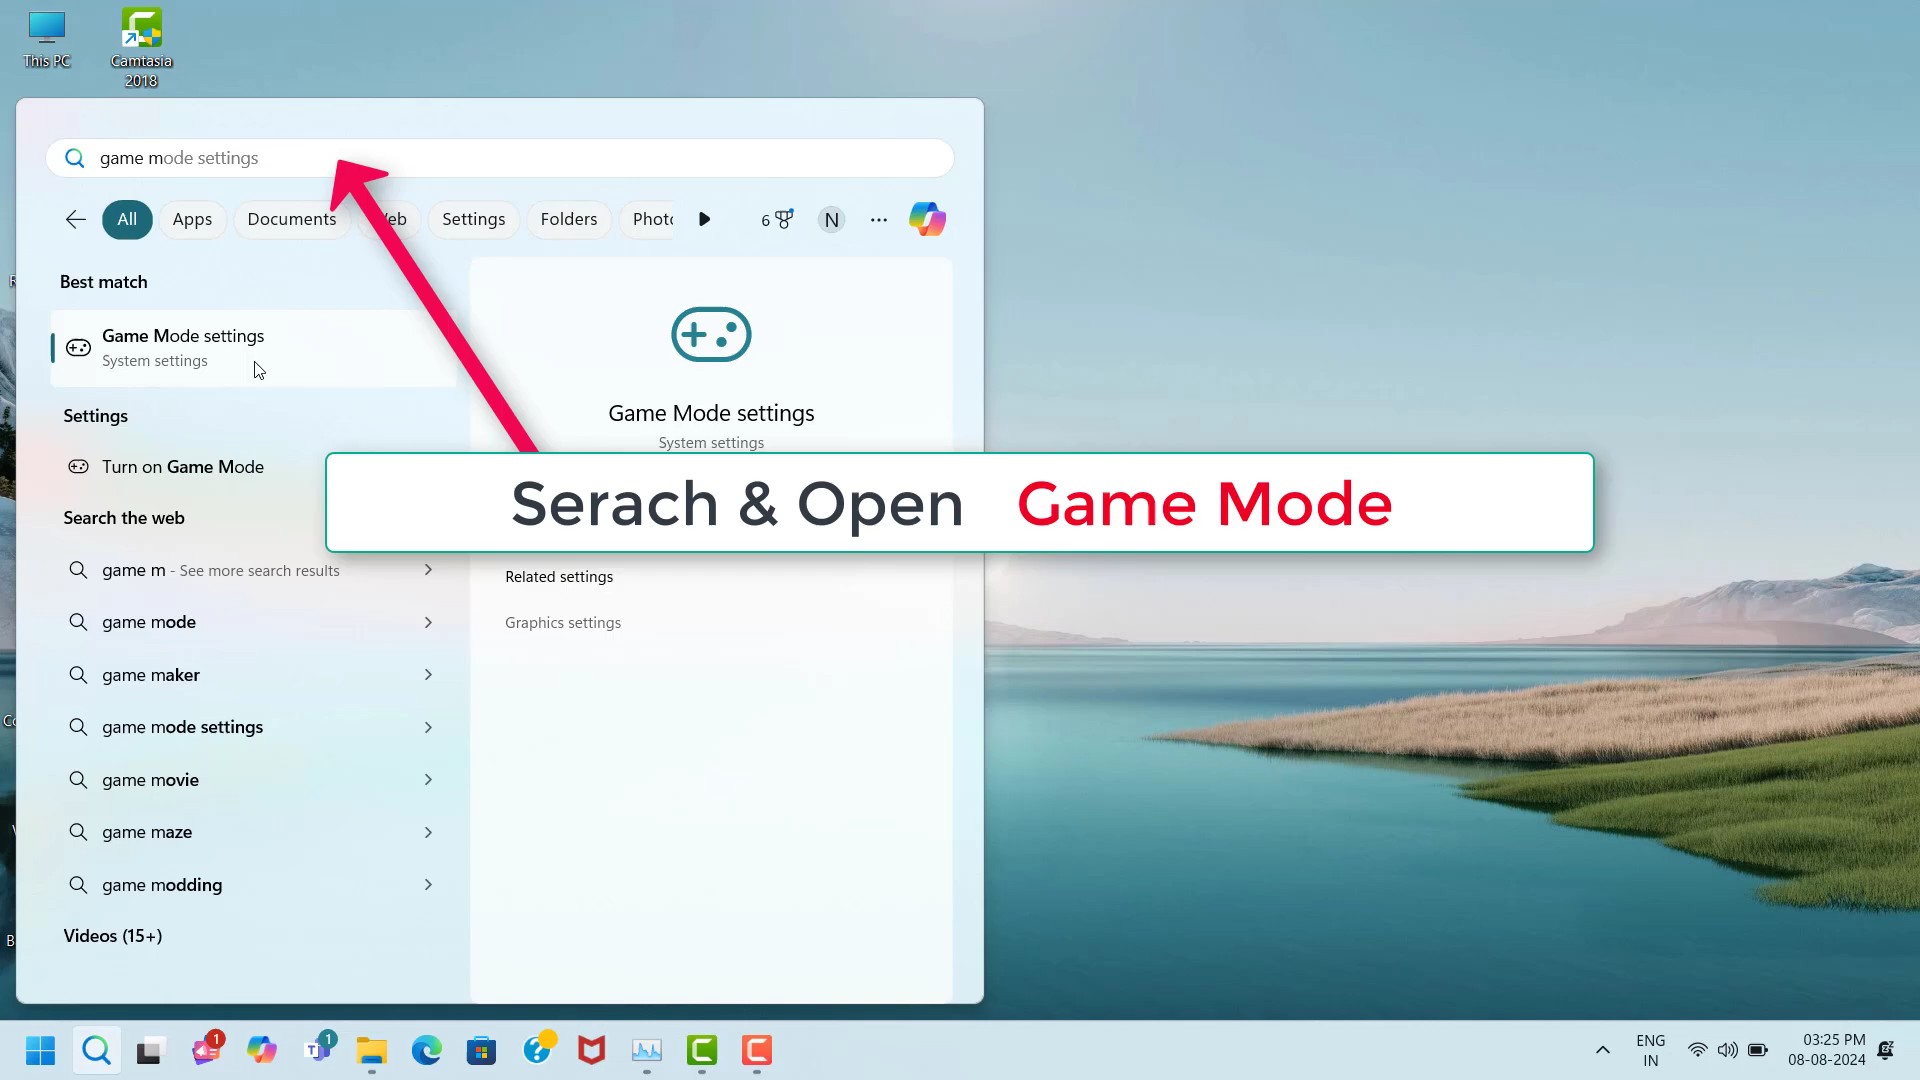 This PC
Camtasia
2018
game mode settings
All
Apps
Documents
eb
Settings
Folders
Photo
6
N
Best match
Game Mode settings
System settings
Settings
Turn on Game Mode
Search the web
game m - See more search results
game mode
game maker
game mode settings
game movie
game maze
game modding
Videos (15+)
Game Mode settings
System settings
Serach & Open Game Mode
Related settings
Graphics settings
1
1
ENG
IN
03:25 PM
08-08-2024